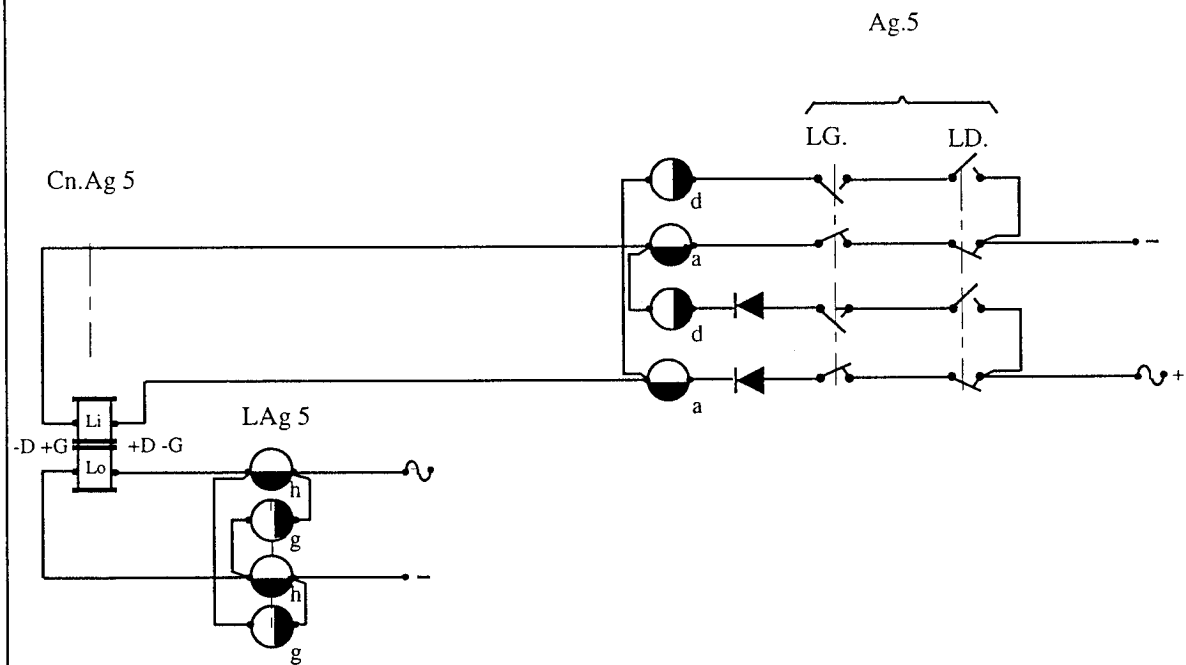 Ag.5
LG. LD.
Cn.Ag 5
d
a −
d
a +
Li
LAg 5
-D +G +D -G
Lo
h
g
h −
g